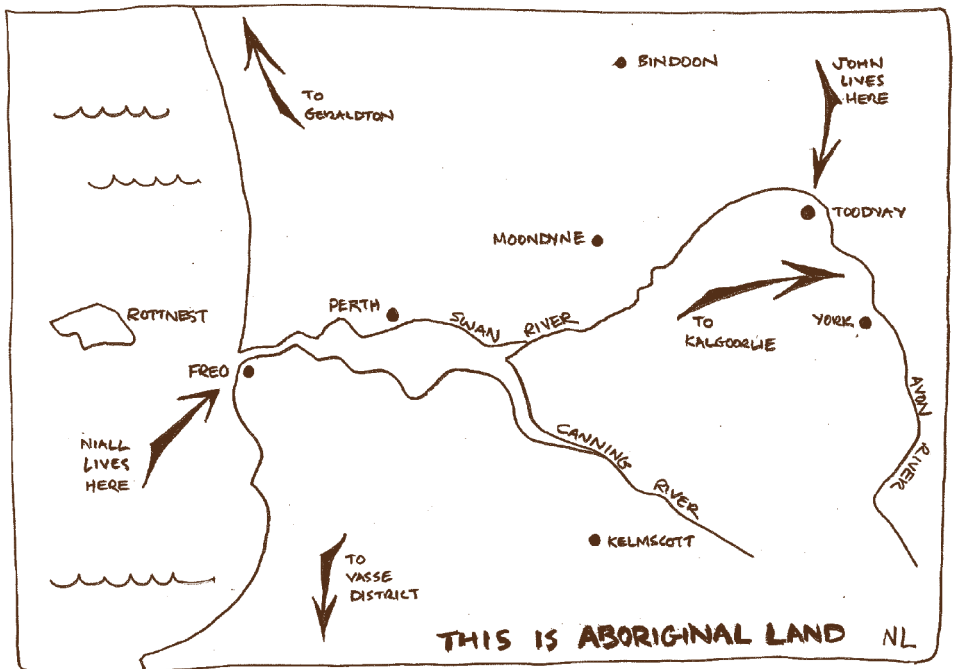 BINDOON
JOHN
LIVES
HERE
TO
GERALDTON
TOODYAY
MOONDYNE
ROTTNEST
PERTH
SWAN RIVER
TO
KALGOORLIE
YORK
FREO
AVON RIVER
NIALL
LIVES
HERE
CANNING RIVER
KELMSCOTT
TO
VASSE
DISTRICT
THIS IS ABORIGINAL LAND
NL